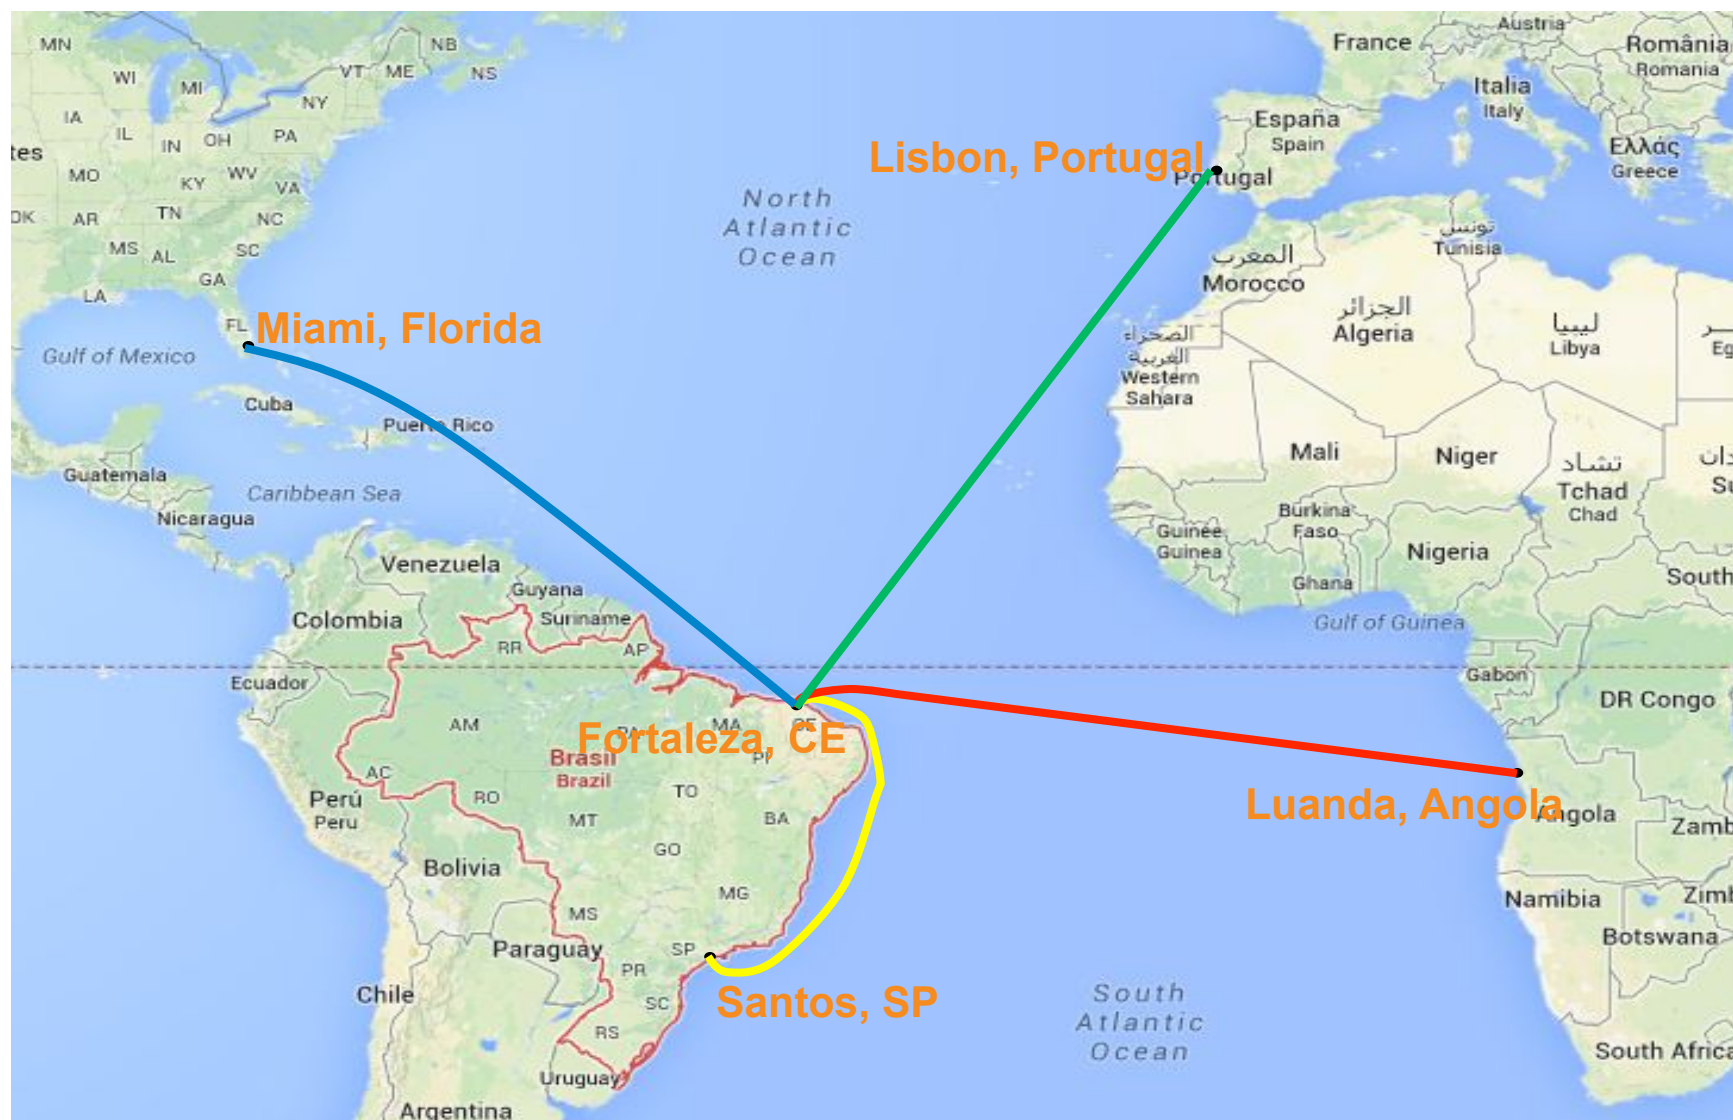 Austria
MN
NB
France
România
VT
ME
NS
Romania
WI
MI
Italia
NY
Italy
IA
España
IL
IN
OH
PA
Spain
Ελλάς
tes
Lisbon, Portugal
Greece
MO
WV
KY
VA
Portugal
North
Atlantic
Ocean
OK
AR
TN
NC
تونس
Tunisia
MS
AL
SC
المغرب
Morocco
GA
LA
الجزائر
Algeria
ليبيا
Libya
Eg
FL
Miami, Florida
Gulf of Mexico
الصحراء
الغربية
Western
Sahara
Cuba
Puerto Rico
Mali
Niger
تشاد
Tchad
Chad
Guatemala
Caribbean Sea
Nicaragua
Burkina
Faso
Guinée
Guinea
Nigeria
Venezuela
Guyana
Ghana
South
Colombia
Suriname
Gulf of Guinea
RR
AP
Ecuador
Gabon
DR Congo
AM
PA
MA
CE
Fortaleza, CE
PI
Brasil
Brazil
AC
Perú
Peru
RO
TO
Luanda, Angola
Angola
MT
BA
Zamb
GO
Bolivia
MG
Namibia
MS
Paraguay
SP
Botswana
PR
Chile
SC
Santos, SP
South
Atlantic
Ocean
RS
South Africa
Uruguay
Argentina